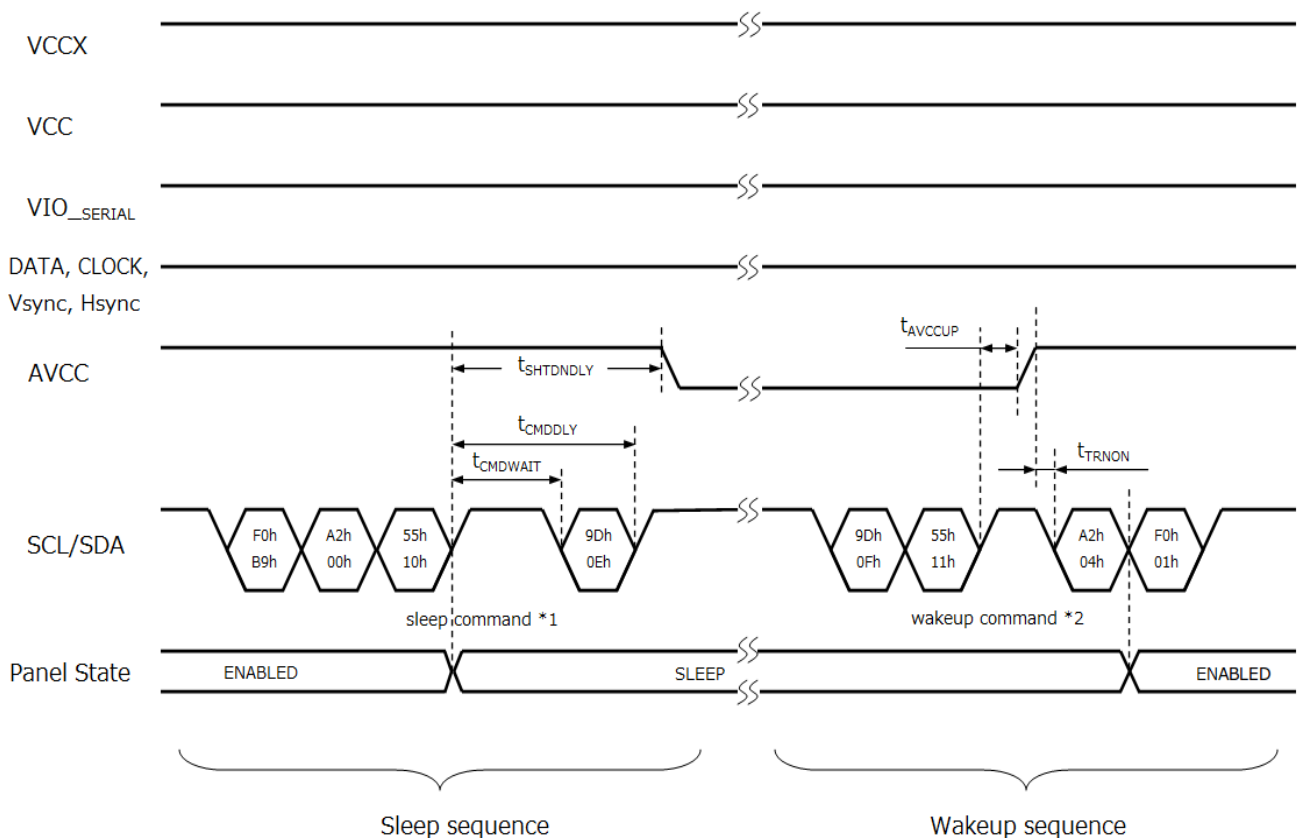 VCCX
VCC
VIO_SERIAL
DATA, CLOCK,
Vsync, Hsync
tAVCCUP
AVCC
tSHTDNDLY
tCMDDLY
tTRNON
tCMDWAIT
SCL/SDA
F0h A2h 55h 9Dh 9Dh 55h A2h F0h
B9h 00h 10h 0Eh 0Fh 11h 04h 01h
sleep command *1 wakeup command *2
Panel State ENABLED SLEEP ENABLED
Sleep sequence Wakeup sequence